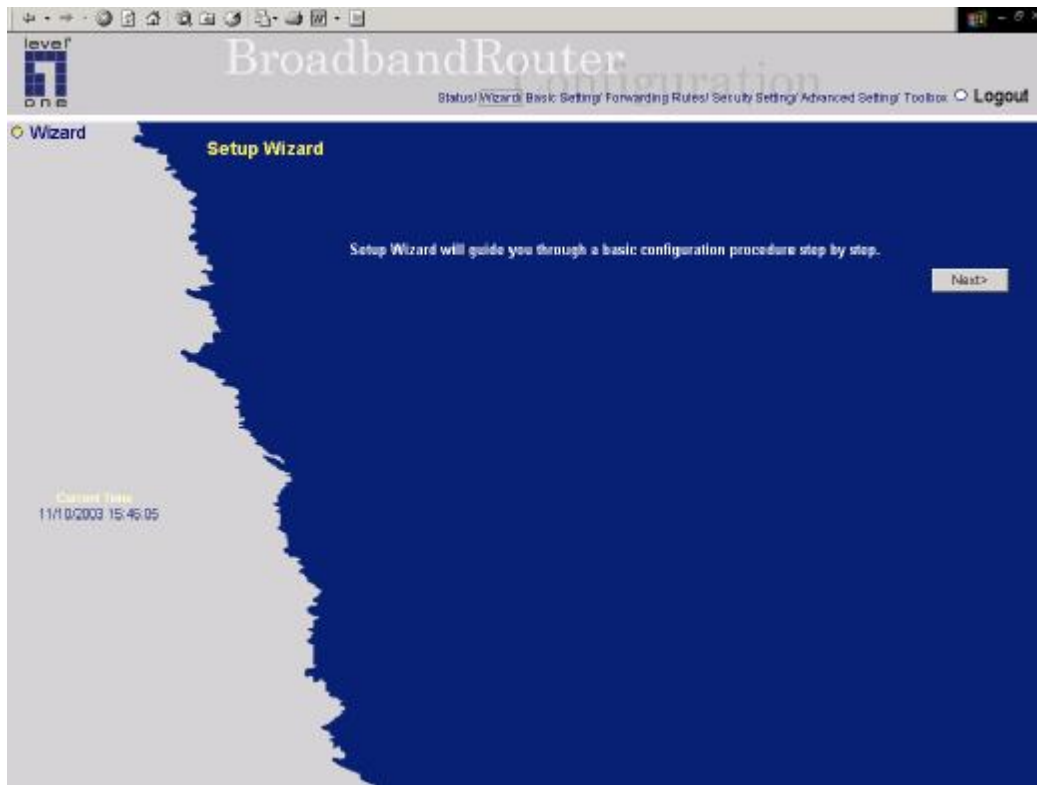 level
one
BroadbandRouter
Configuration
Status/ Wizard/ Basic Setting/ Forwarding Rules/ Security Setting/ Advanced Setting/ Toolbox Logout
Wizard
Setup Wizard
Setup Wizard will guide you through a basic configuration procedure step by step.
Next>
Current Time
11/10/2003 15:46:05